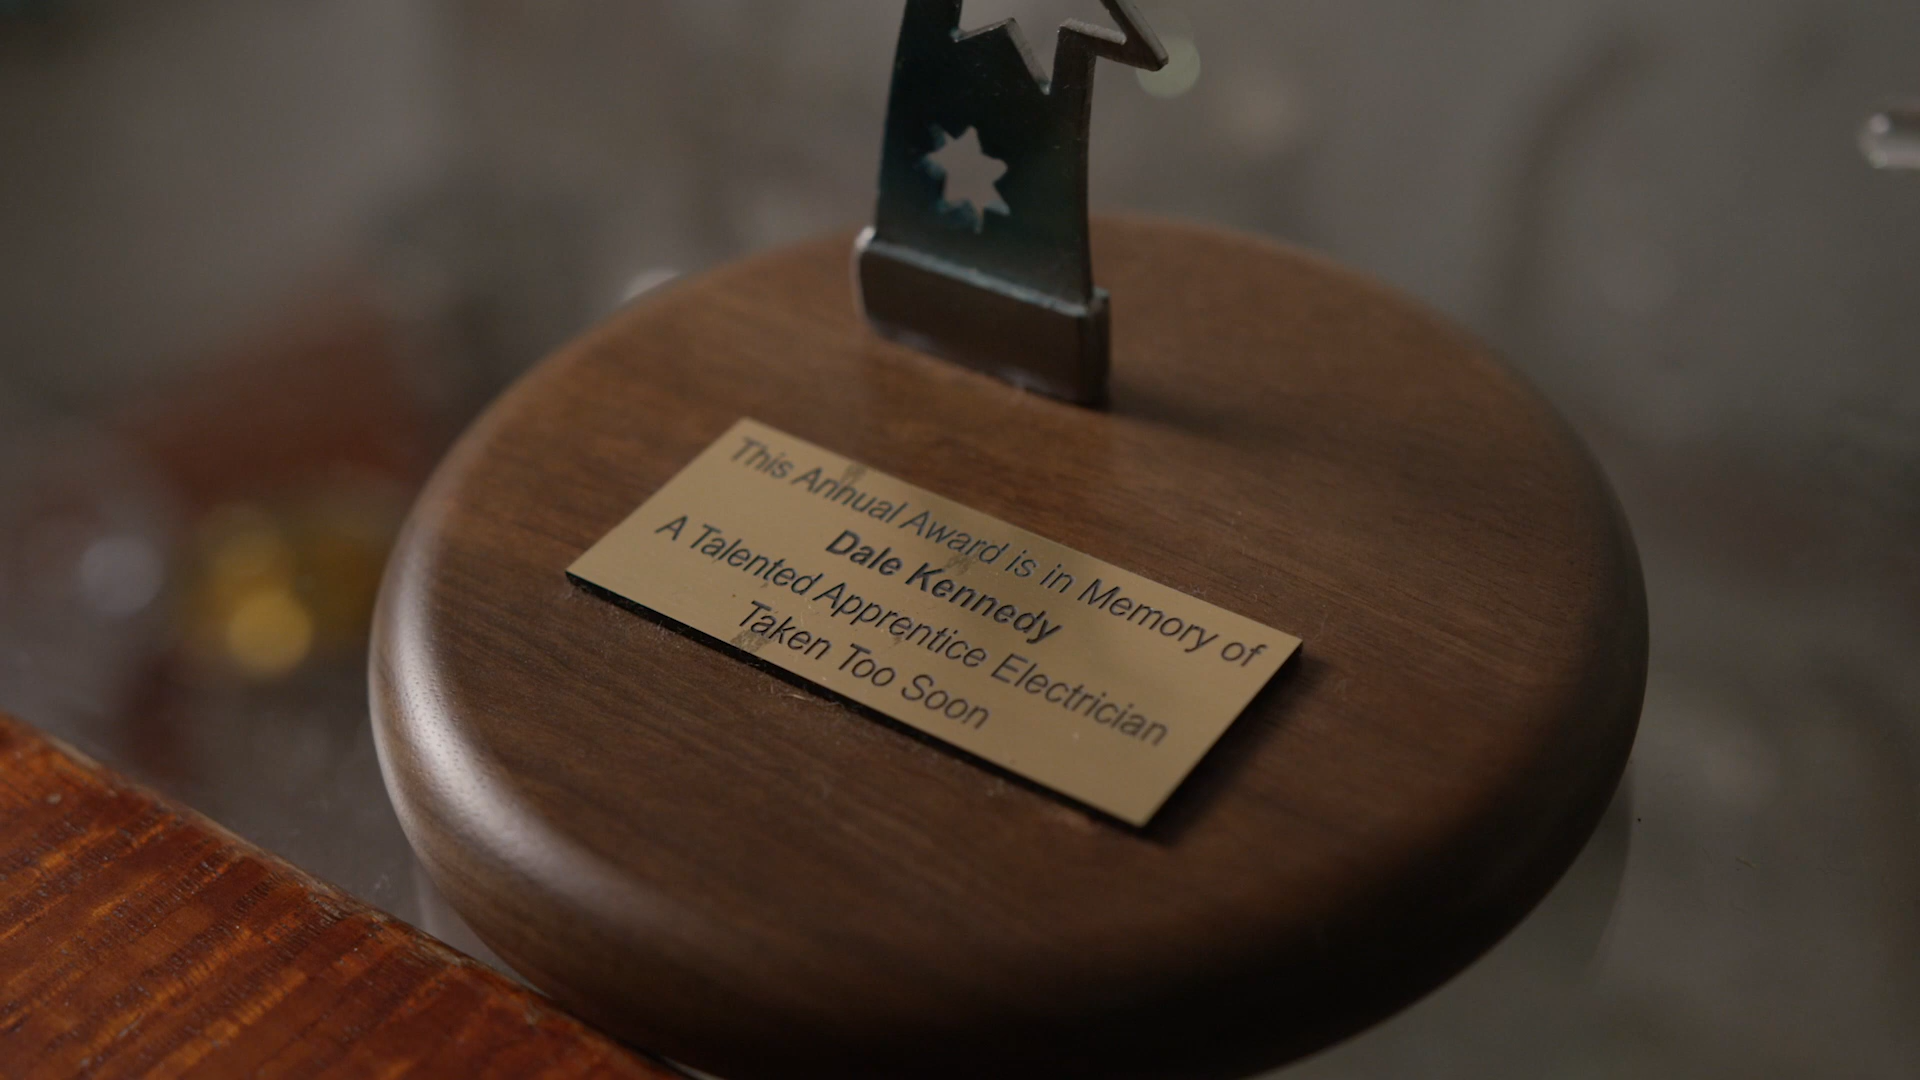 This Annual Award is in Memory of
Dale Kennedy
A Talented Apprentice Electrician
Taken Too Soon